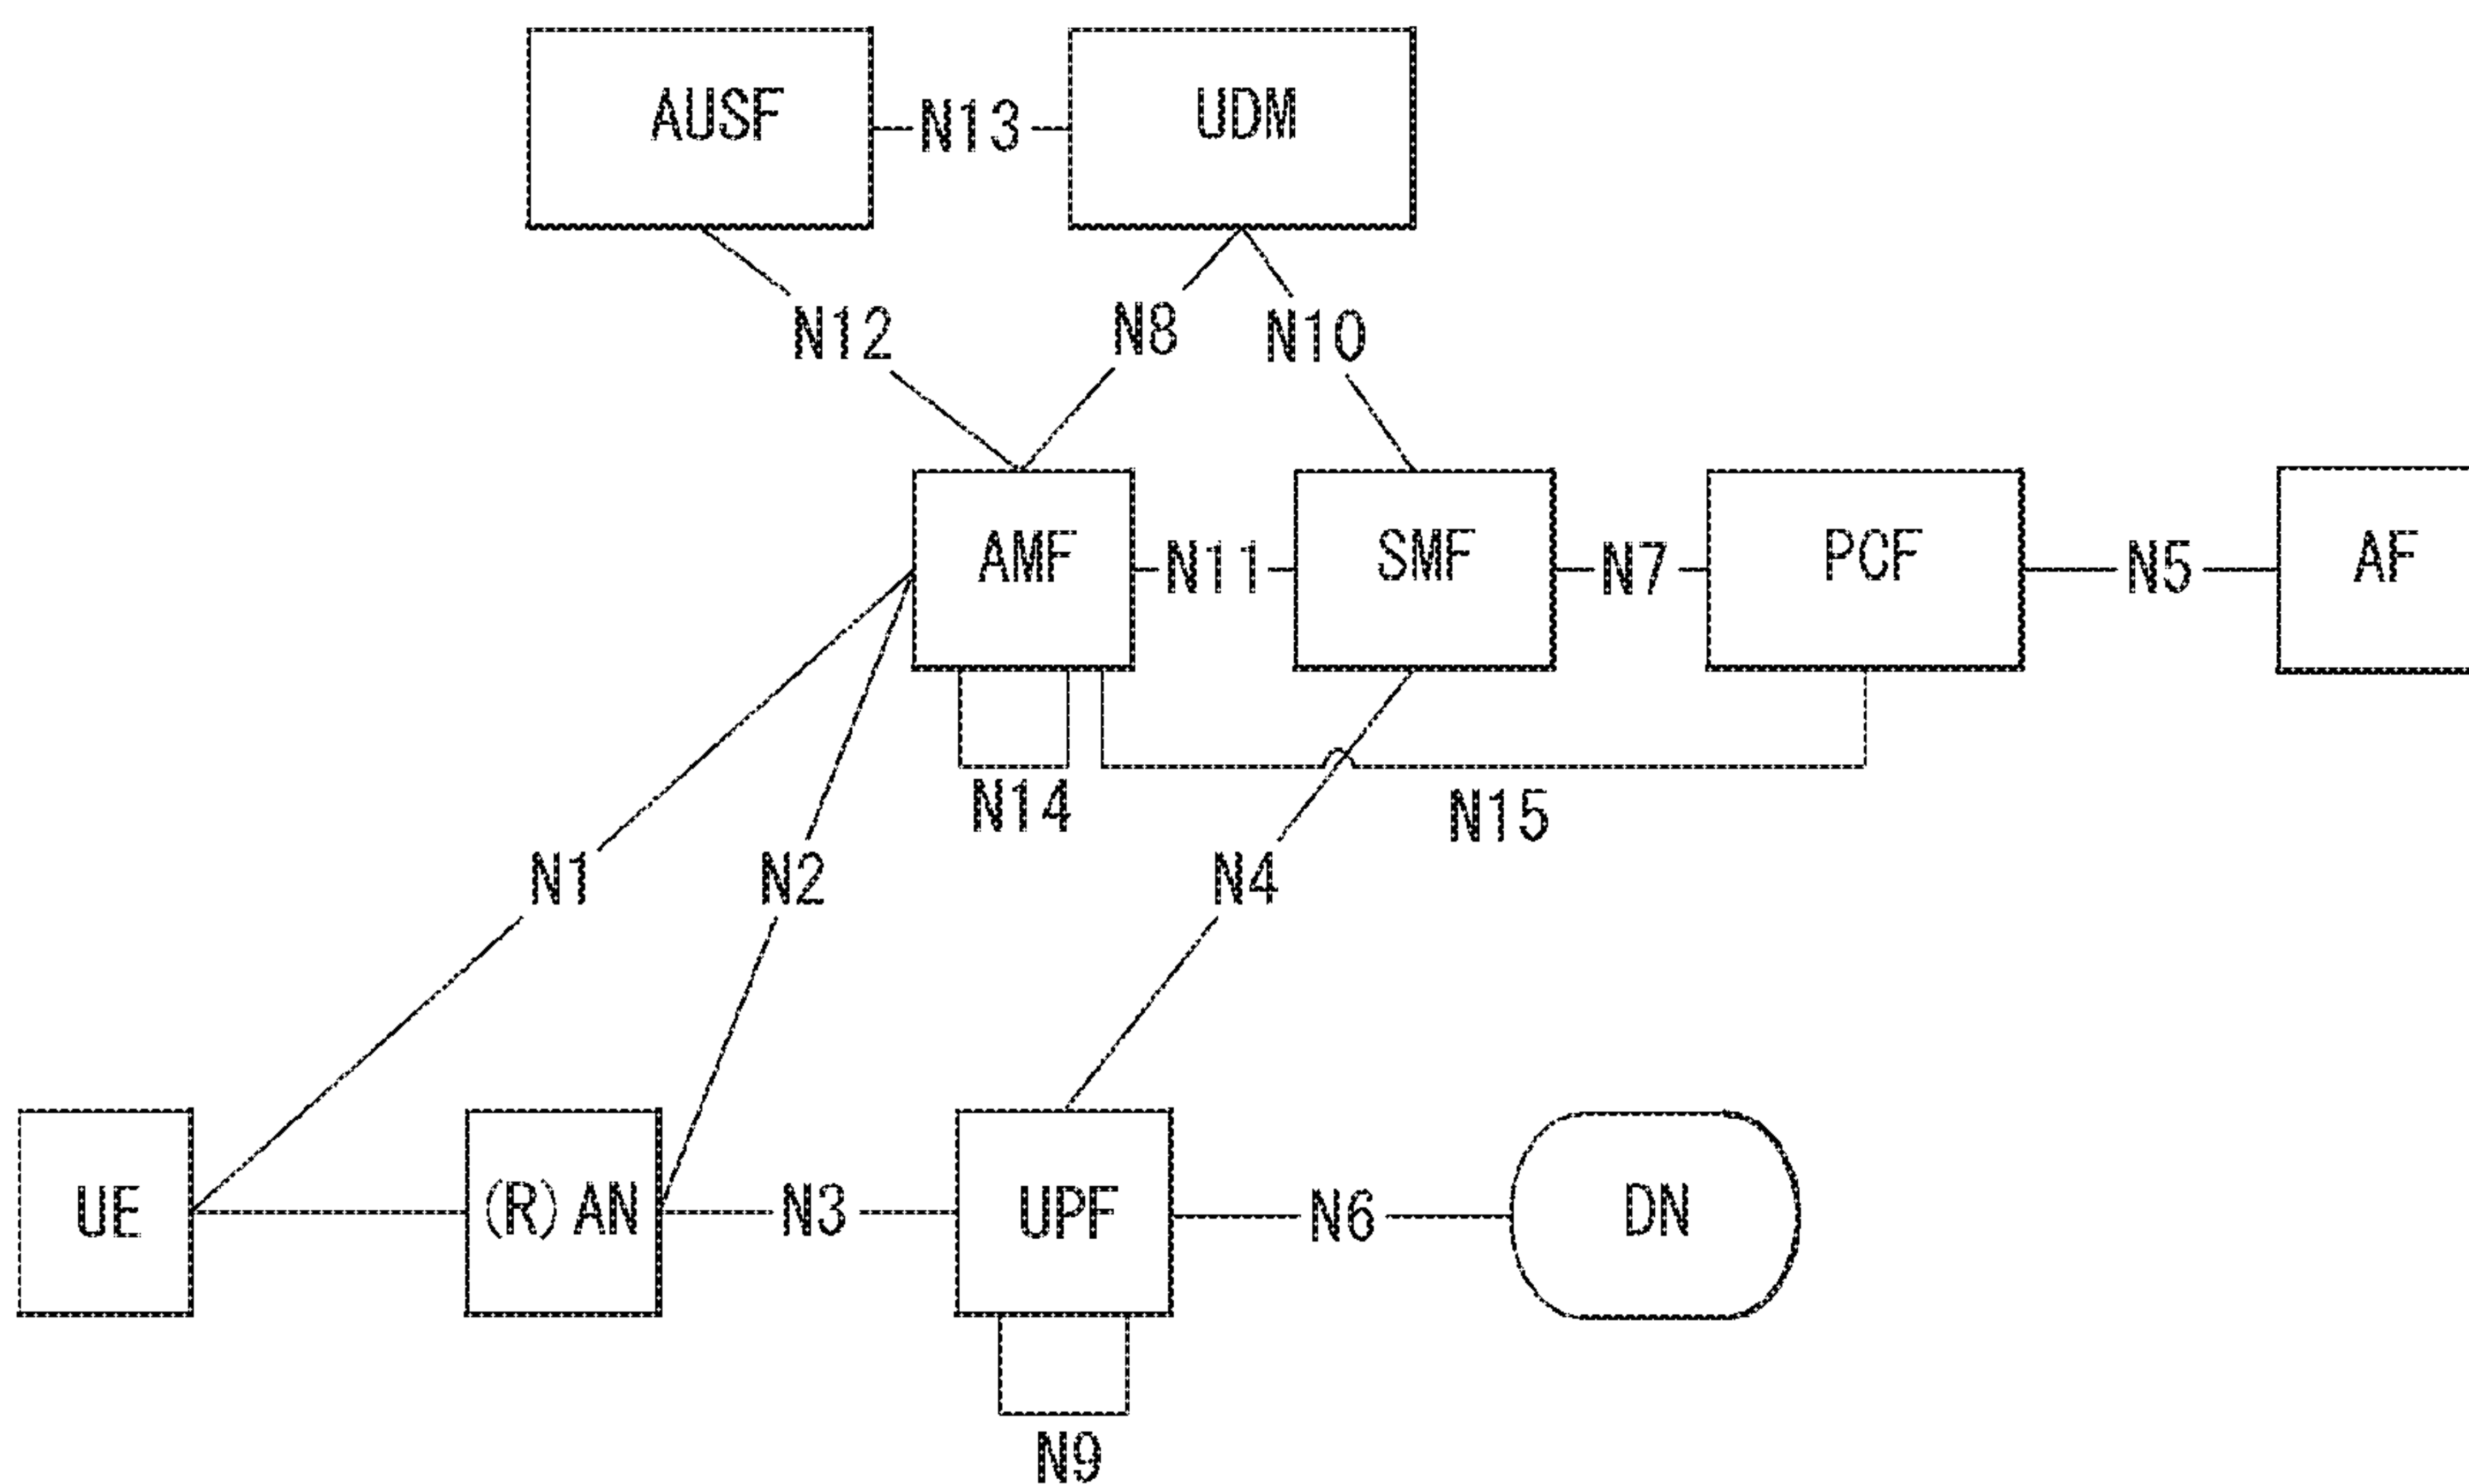 AUSF N13 UDM
N12 N8 N10
AMF N11 SMF N7 PCF N5 AF
N14 N15
N1 N2 N4
UE (R) AN N3 UPF N6 DN
N9